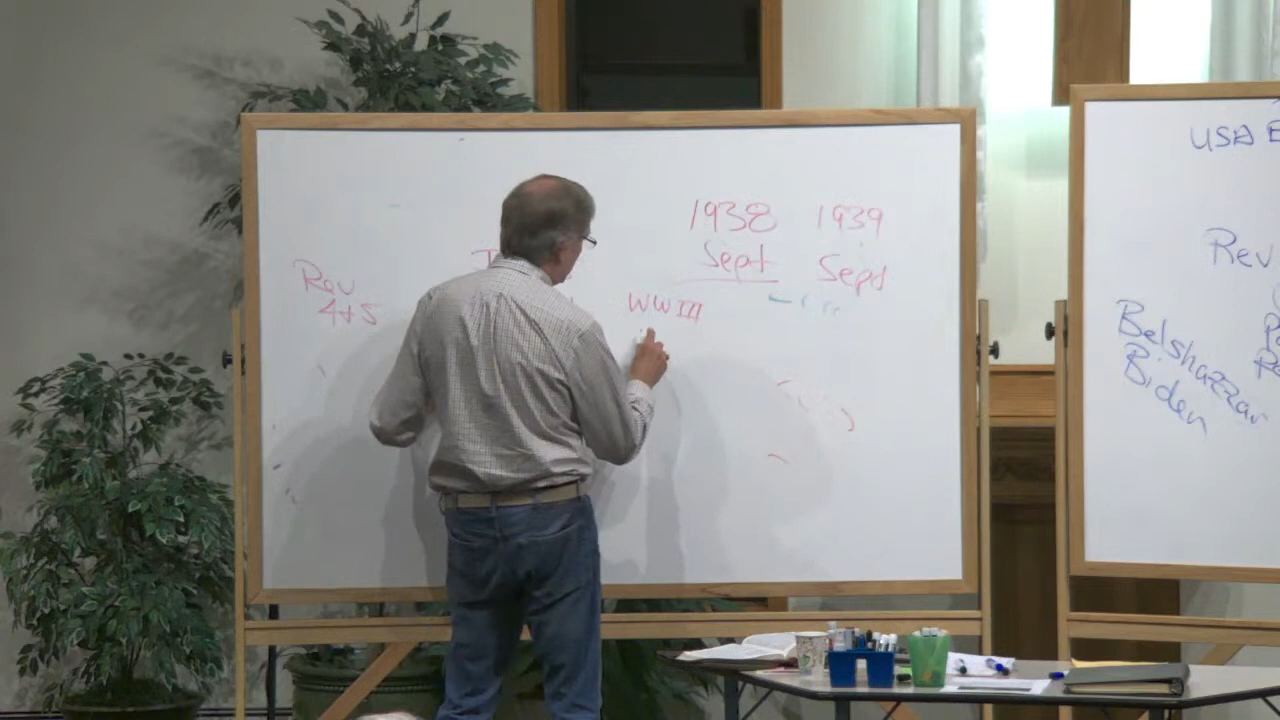 1938 1939
Sept Sept
Rev
4+5
WW III
USA
Rev
Belshazzar
Biden